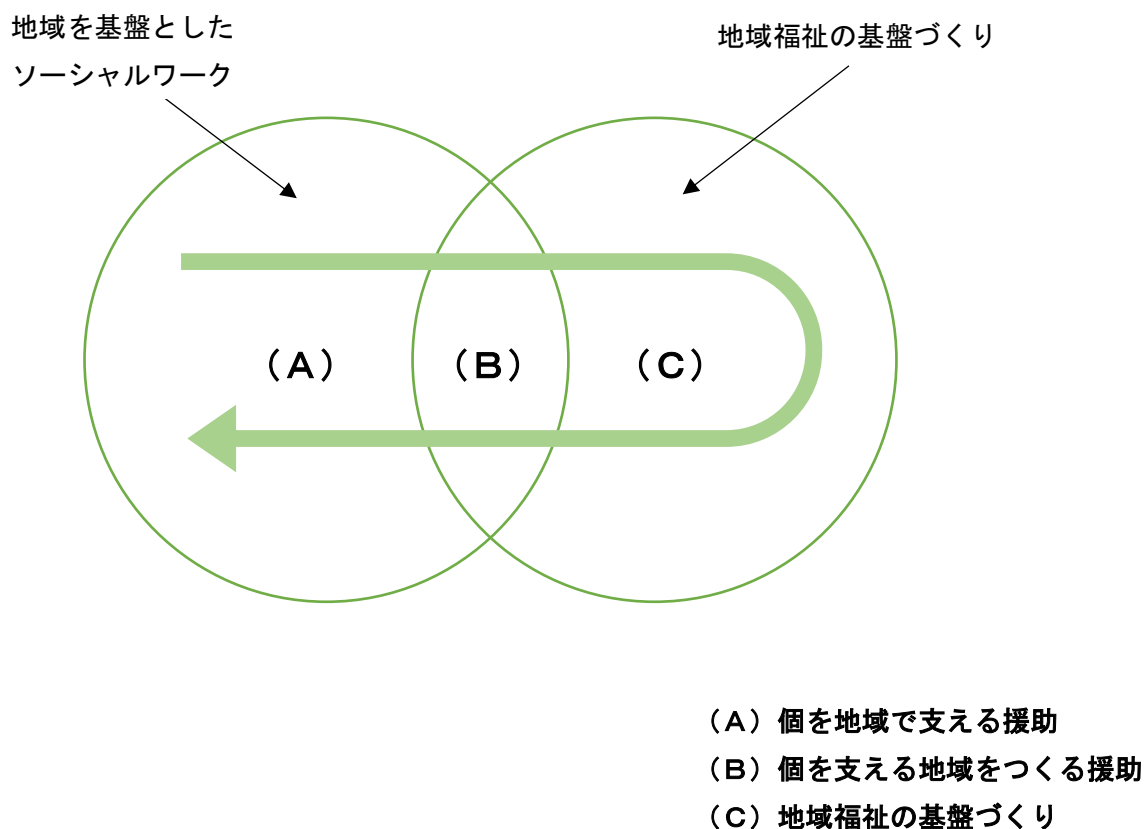 地域を基盤とした
ソーシャルワーク
地域福祉の基盤づくり
（A）
（B）
（C）
（A）個を地域で支える援助
（B）個を支える地域をつくる援助
（C）地域福祉の基盤づくり